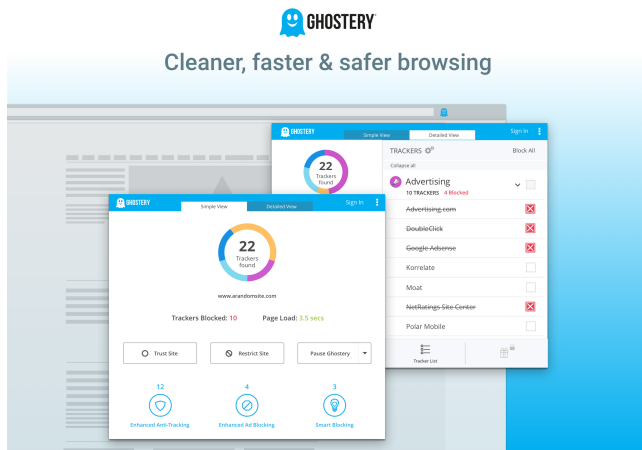 GHOSTERY
Cleaner, faster & safer browsing
GHOSTERY
Simple View
Detailed View
Sign In
22
Trackers
found
TRACKERS
Block All
Collapse all
Advertising
10 TRACKERS 4 Blocked
Advertising.com
DoubleClick
Google Adsense
Korrelate
Moat
NetRatings Site Center
Polar Mobile
Tracker List
GHOSTERY
Simple View
Detailed View
Sign In
22
Trackers
found
www.arandomsite.com
Trackers Blocked: 10 Page Load: 3.5 secs
Trust Site
Restrict Site
Pause Ghostery
12
Enhanced Anti-Tracking
4
Enhanced Ad Blocking
3
Smart Blocking